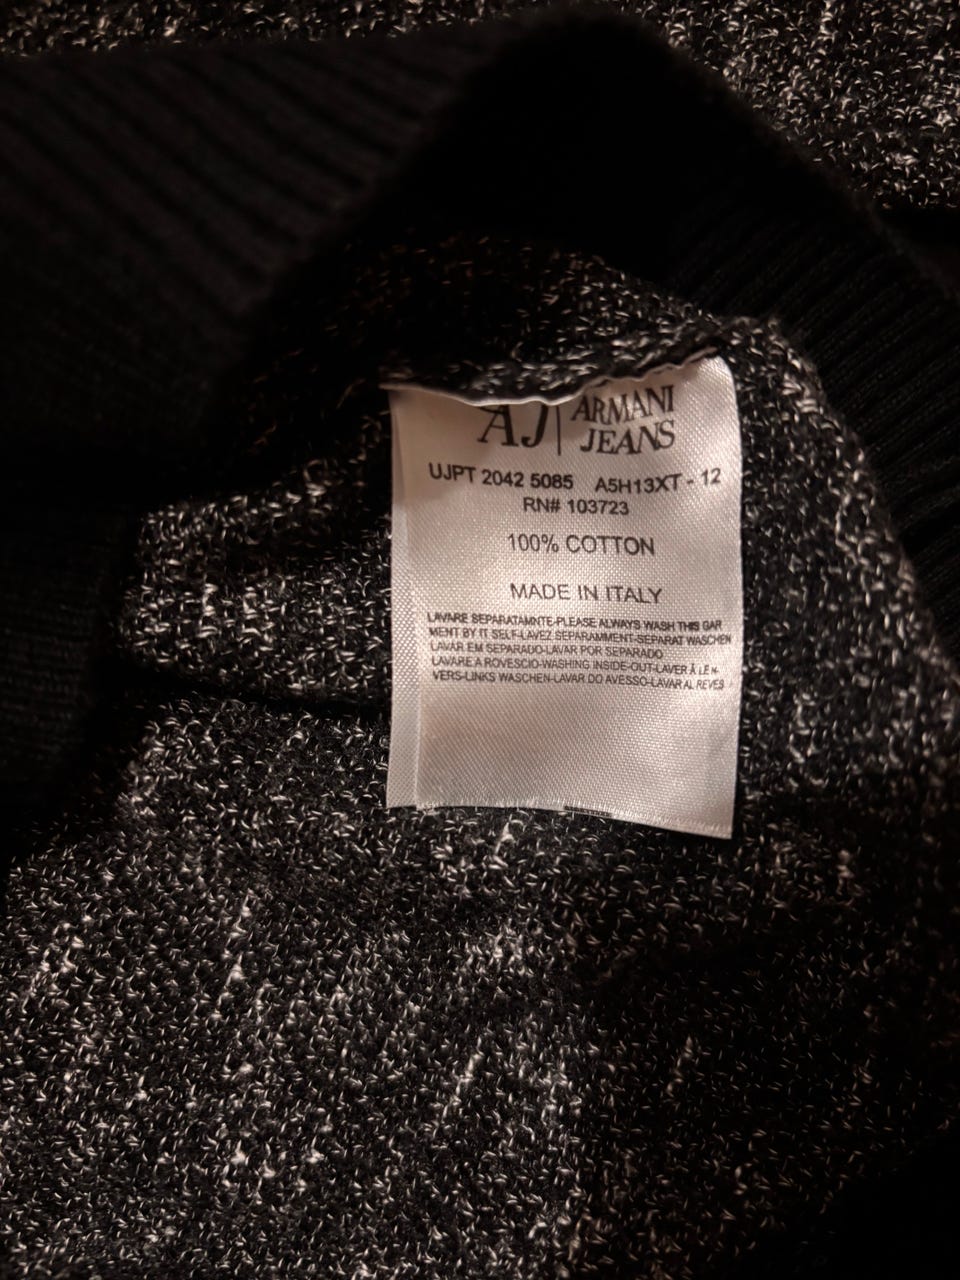 AJ | ARMANI
JEANS
UJPT 2042 5085 A5H13XT - 12
RN# 103723
100% COTTON
MADE IN ITALY
LAVARE SEPARATAMNTE-PLEASE ALWAYS WASH THIS GAR
MENT BY IT SELF-LAVEZ SEPARAMMENT-SEPARAT WASCHEN
LAVAR EM SEPARADO-LAVAR POR SEPARADO
LAVARE A ROVESCIO-WASHING INSIDE-OUT-LAVER À L'EN-
VERS-LINKS WASCHEN-LAVAR DO AVESSO-LAVAR AL REVES